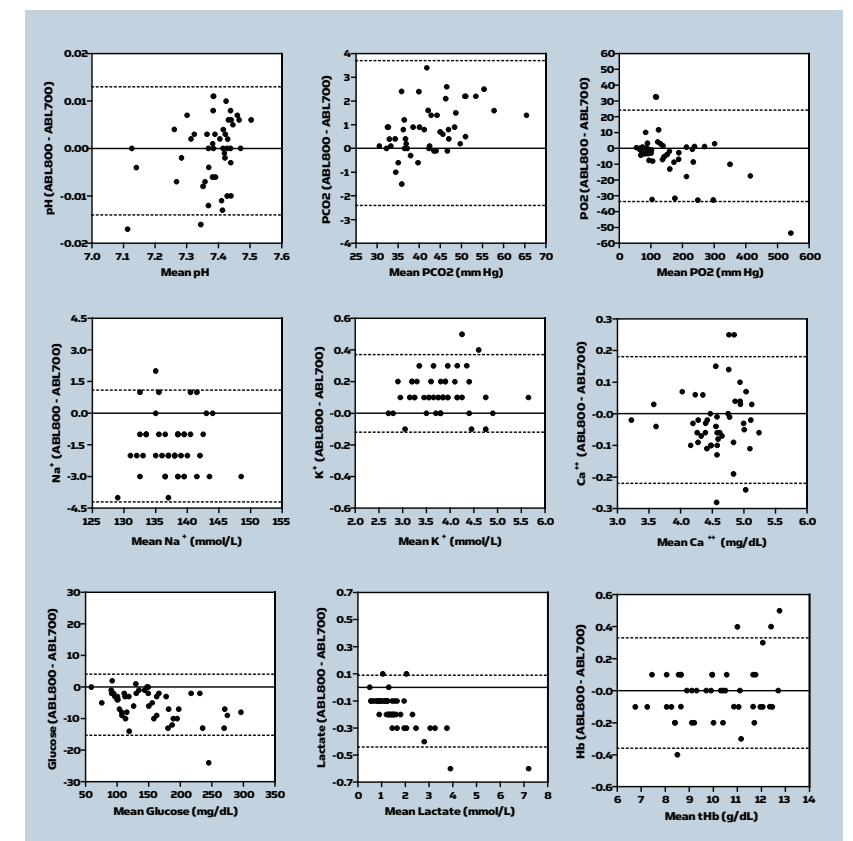 pH (ABL800 - ABL700)
0.02
0.01
0.00
-0.01
-0.02
7.0 7.1 7.2 7.3 7.4 7.5 7.6
Mean pH
PCO2 (ABL800 - ABL700)
4
3
2
1
0
-1
-2
-3
-4
25 30 35 40 45 50 55 60 65 70
Mean PCO2 (mm Hg)
PO2 (ABL800 - ABL700)
60
50
40
30
20
10
0
-10
-20
-30
-40
-50
-60
0 100 200 300 400 500 600
Mean PO2 (mm Hg)
Na+ (ABL800 - ABL700)
4.5
3.0
1.5
0.0
-1.5
-3.0
-4.5
125 130 135 140 145 150 155
Mean Na + (mmol/L)
K+ (ABL800 - ABL700)
0.6
0.4
0.2
-0.0
-0.2
-0.4
-0.6
2.0 2.5 3.0 3.5 4.0 4.5 5.0 5.5 6.0
Mean K + (mmol/L)
Ca++ (ABL800 - ABL700)
0.3
0.2
0.1
-0.0
-0.1
-0.2
-0.3
3.0 3.5 4.0 4.5 5.0 5.5 6.0
Mean Ca ++ (mg/dL)
Glucose (ABL800 - ABL700)
30
20
10
0
-10
-20
-30
50 100 150 200 250 300 350
Mean Glucose (mg/dL)
Lactate (ABL800 - ABL700)
0.7
0.5
0.3
0.1
-0.1
-0.3
-0.5
-0.7
0 1 2 3 4 5 6 7 8
Mean Lactate (mmol/L)
Hb (ABL800 - ABL700)
0.6
0.4
0.2
-0.0
-0.2
-0.4
-0.6
6 7 8 9 10 11 12 13 14
Mean tHb (g/dL)